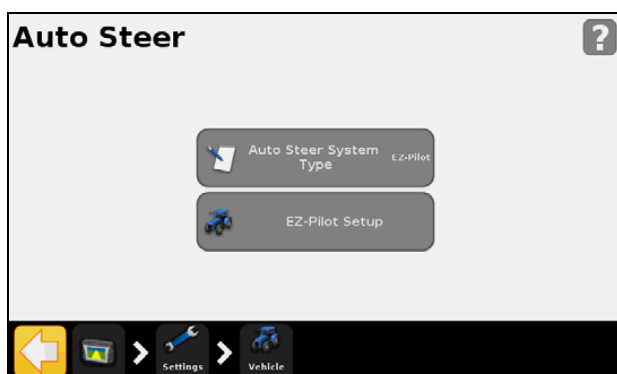 Auto Steer
?
Auto Steer System
Type
EZ-Pilot
EZ-Pilot Setup
Settings
Vehicle